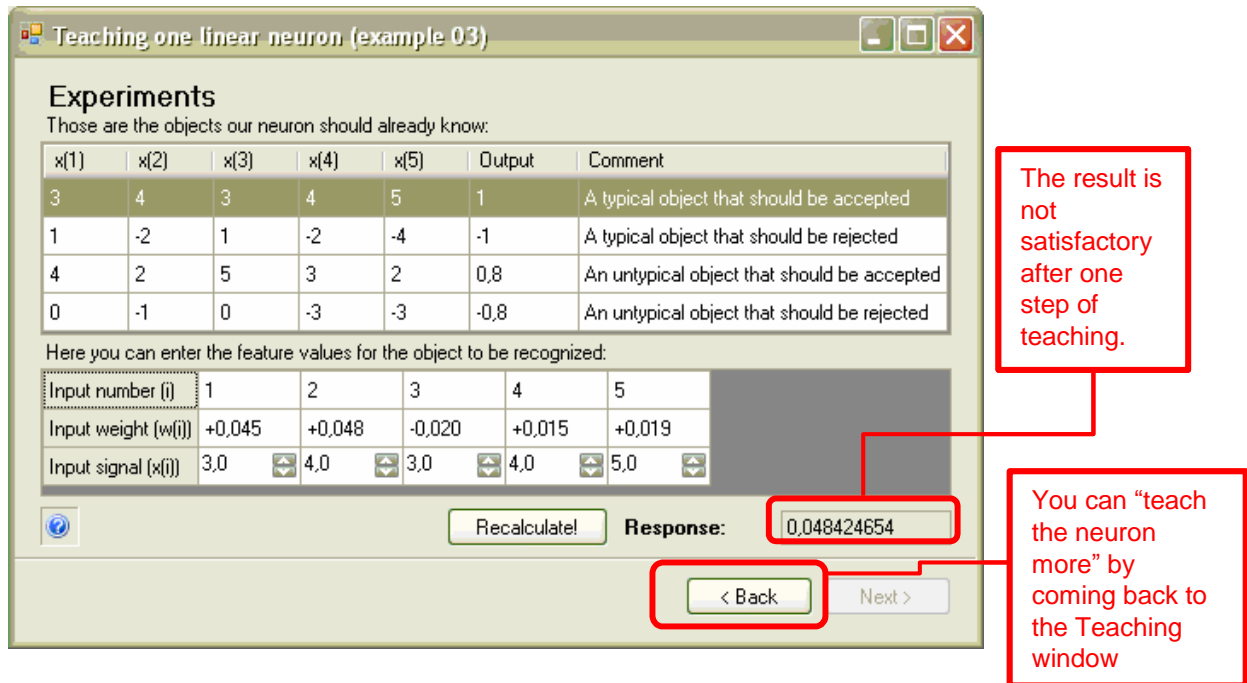 Teaching one linear neuron (example 03)
Experiments
Those are the objects our neuron should already know:
x(1) x(2) x(3) x(4) x(5) Output Comment
3 4 3 4 5 1 A typical object that should be accepted
1 -2 1 -2 -4 -1 A typical object that should be rejected
4 2 5 3 2 0,8 An untypical object that should be accepted
0 -1 0 -3 -3 -0,8 An untypical object that should be rejected
Here you can enter the feature values for the object to be recognized:
Input number (i) 1 2 3 4 5
Input weight (w(i)) +0,045 +0,048 -0,020 +0,015 +0,019
Input signal (x(i)) 3,0 4,0 3,0 4,0 5,0
? Recalculate! Response: 0,048424654
< Back Next >
The result is
not
satisfactory
after one
step of
teaching.
You can “teach
the neuron
more” by
coming back to
the Teaching
window